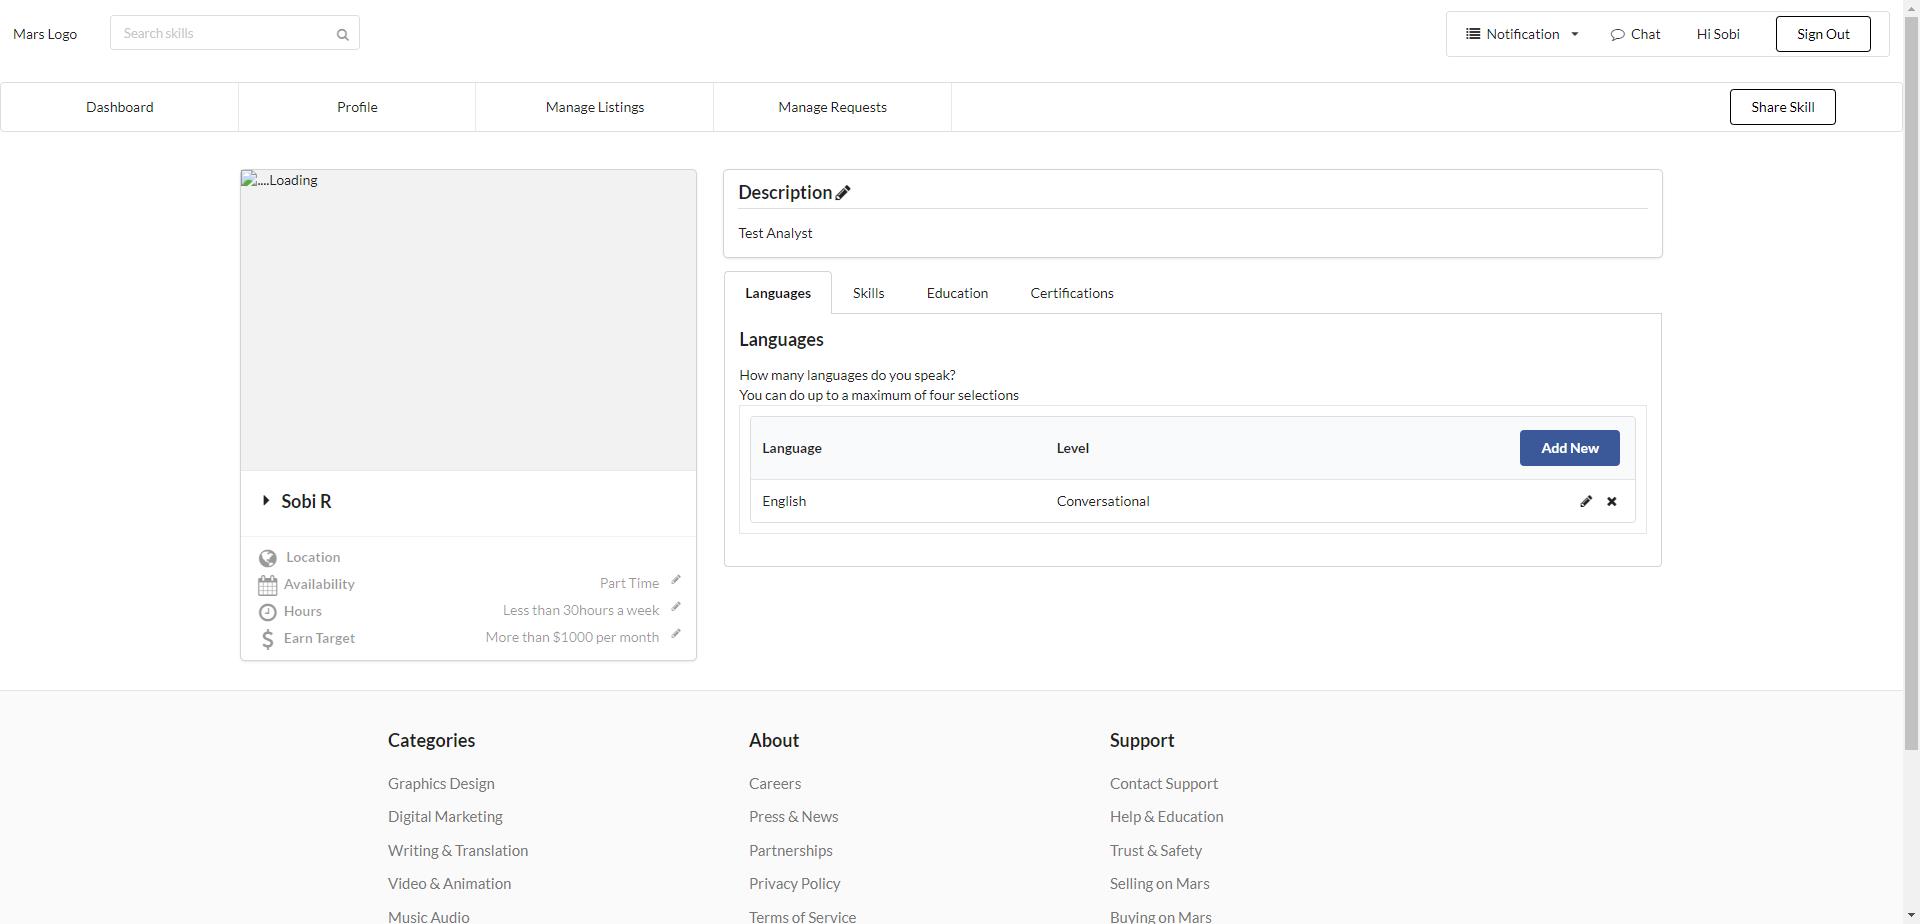 Mars Logo
Search skills
Notification
Chat
Hi Sobi
Sign Out
Dashboard
Profile
Manage Listings
Manage Requests
Share Skill
....Loading
Sobi R
Location
Availability Part Time
Hours Less than 30hours a week
Earn Target More than $1000 per month
Description
Test Analyst
Languages
Skills
Education
Certifications
Languages
How many languages do you speak?
You can do up to a maximum of four selections
Language Level Add New
English Conversational
Categories
Graphics Design
Digital Marketing
Writing & Translation
Video & Animation
Music Audio
About
Careers
Press & News
Partnerships
Privacy Policy
Terms of Service
Support
Contact Support
Help & Education
Trust & Safety
Selling on Mars
Buying on Mars